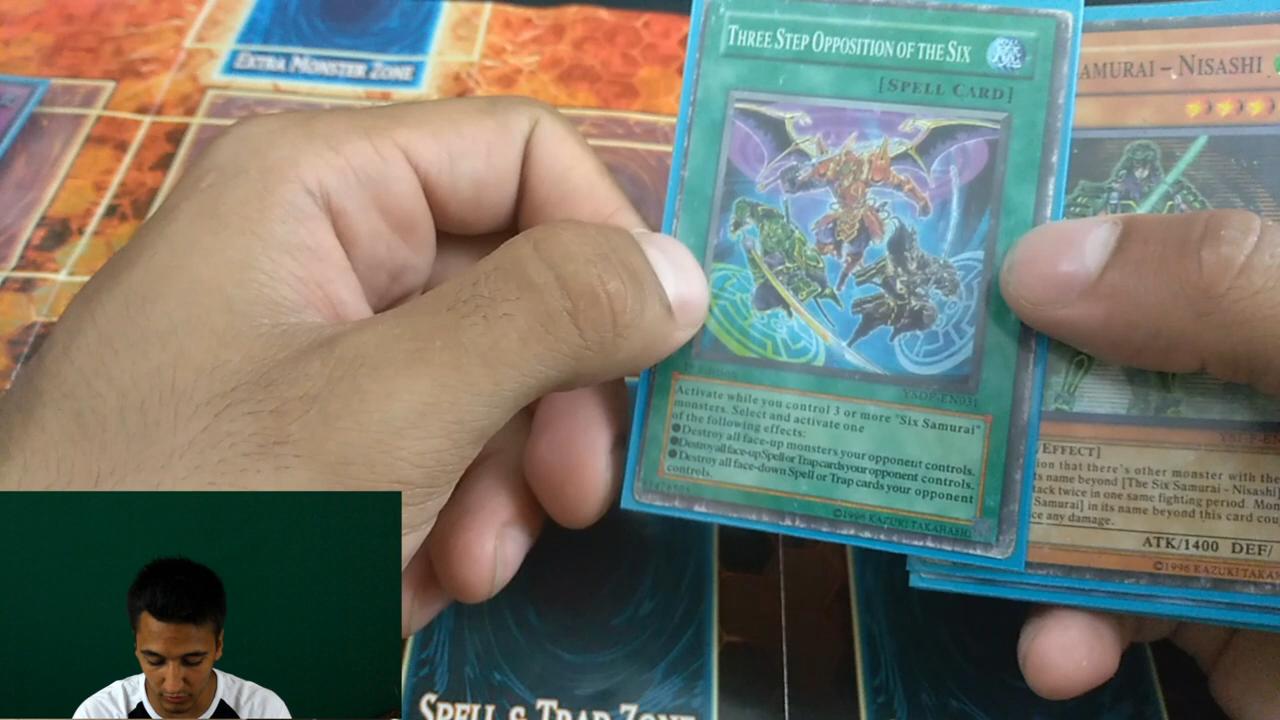 EXTRA MONSTER ZONE
THREE STEP OPPOSITION OF THE SIX
[SPELL CARD]
YSDP-EN031
Activate while you control 3 or more "Six Samurai"
monsters. Select and activate one
of the following effects:
●Destroy all face-up monsters your opponent controls.
●Destroy all face-up Spell or Trap cards your opponent controls.
●Destroy all face-down Spell or Trap cards your opponent
controls.
©1996 KAZUKI TAKAHASHI
AMURAI – NISASHI
/EFFECT]
ion that there's other monster with the
ts name beyond [The Six Samurai - Nisashi
tack twice in one same fighting period. Mon
Samurai] in its name beyond this card cou
ce any damage.
ATK/1400 DEF/
©1996 KAZUKI TAKA
SPELL & TRAP ZONE